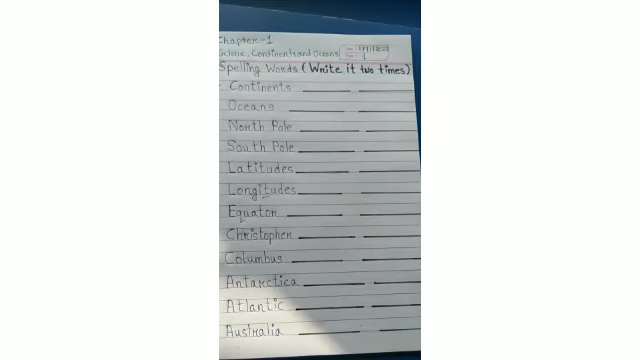 Chapter-1
Globe, Continents and Oceans
Spelling Words (Write it two times)
Continents
Oceans
North Pole
South Pole
Latitudes
Longitudes
Equator
Christopher
Columbus
Antarctica
Atlantic
Australia